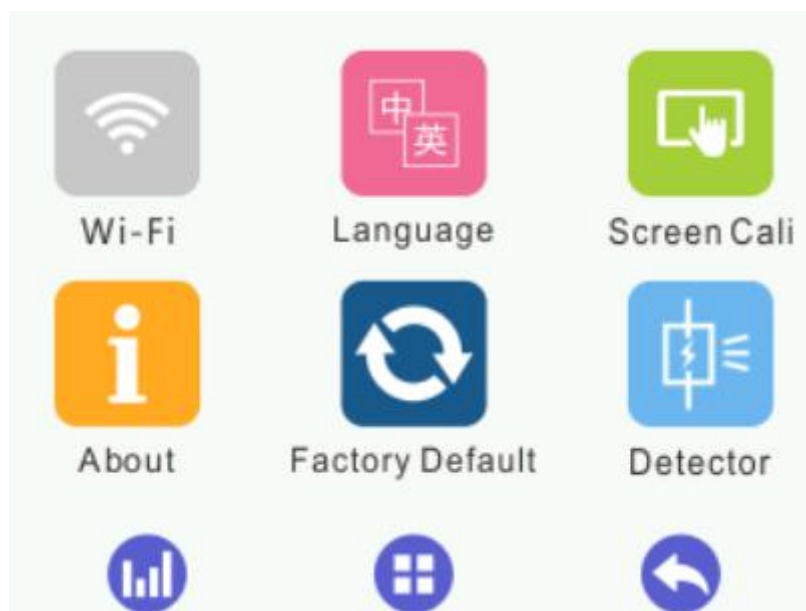 中
英
Wi-Fi
Language
Screen Cali
About
Factory Default
Detector